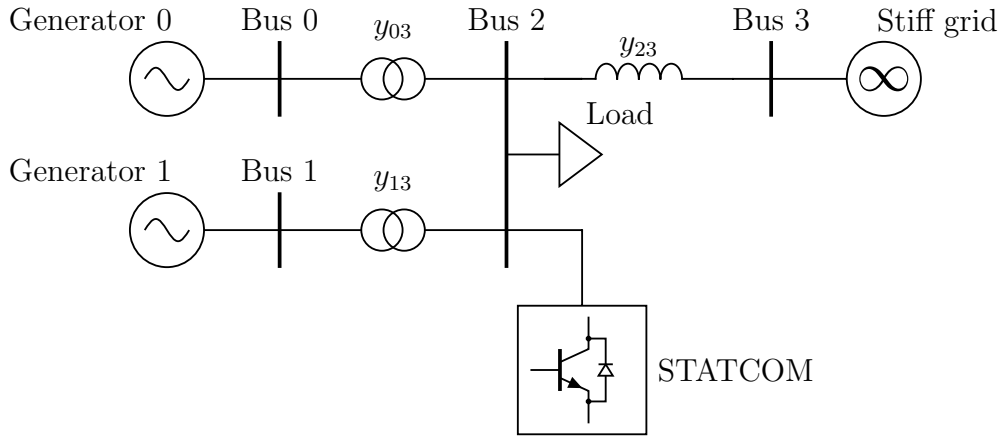 Generator 0
Bus 0
y03
Bus 2
y23
Bus 3
Stiff grid
∞
Load
Generator 1
Bus 1
y13
STATCOM